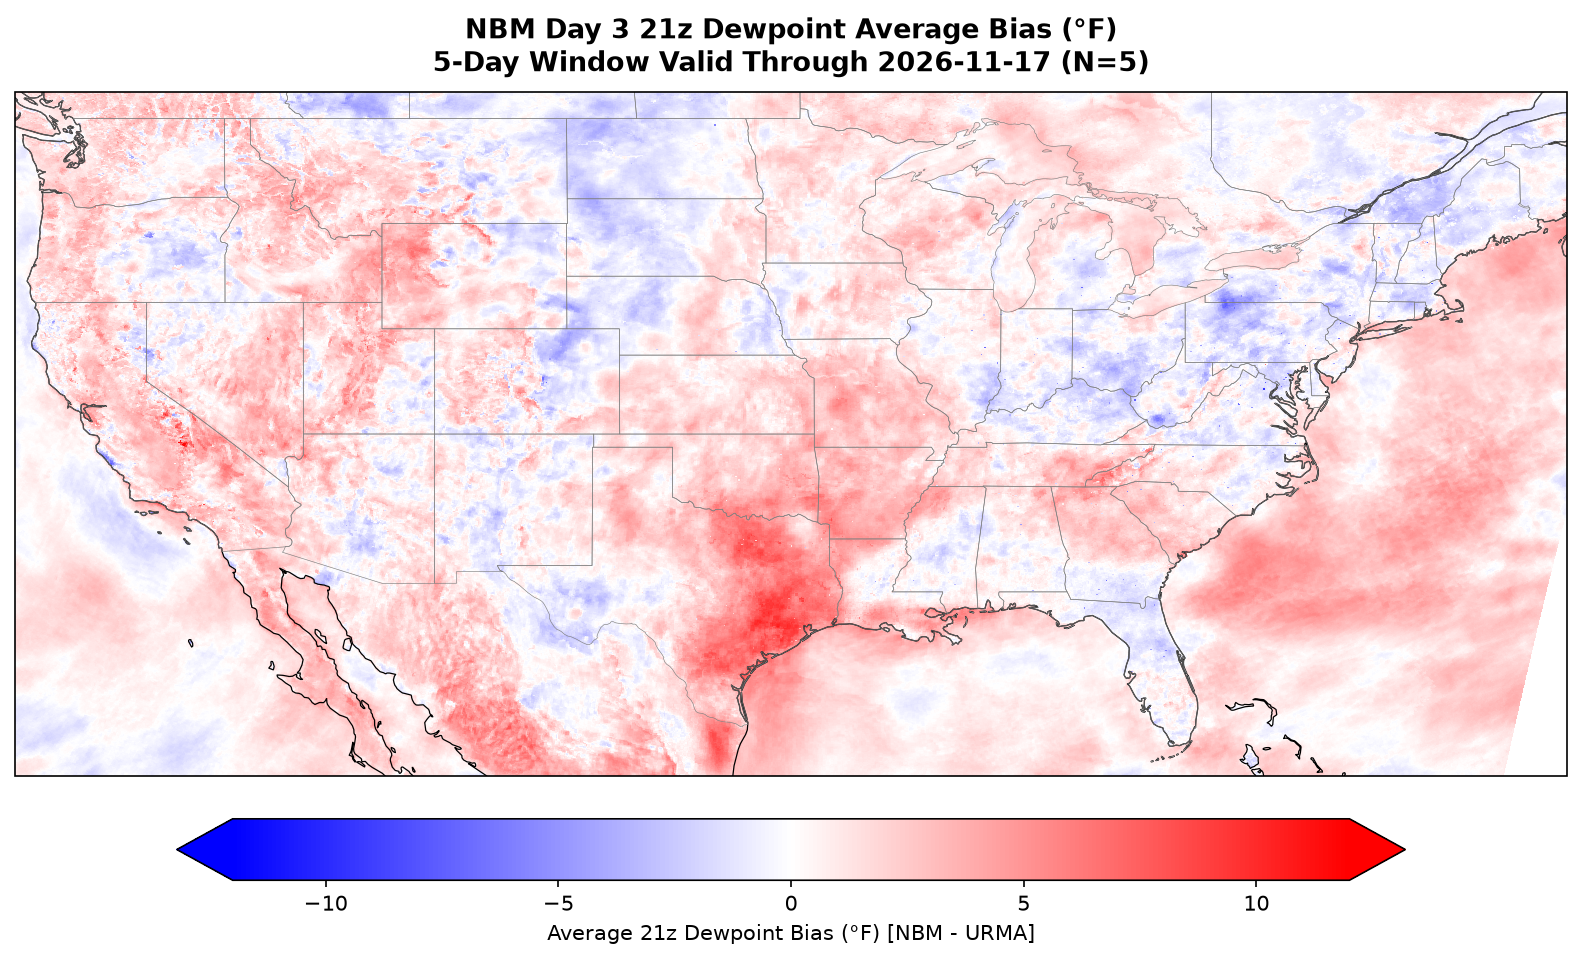 NBM Day 3 21z Dewpoint Average Bias (°F)
5-Day Window Valid Through 2026-11-17 (N=5)
−10 −5 0 5 10
Average 21z Dewpoint Bias (°F) [NBM - URMA]